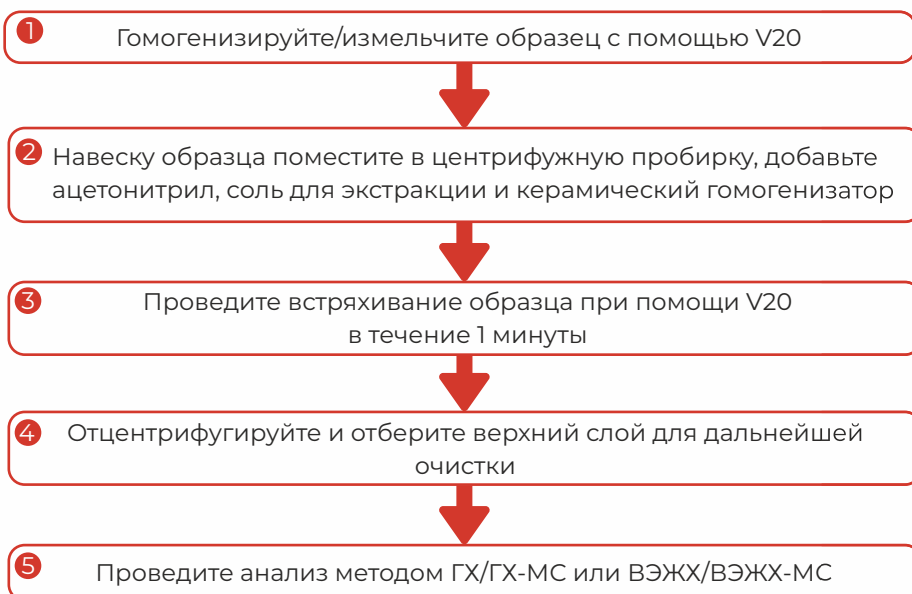 1
Гомогенизируйте/измельчите образец с помощью V20
2
Навеску образца поместите в центрифужную пробирку, добавьте
ацетонитрил, соль для экстракции и керамический гомогенизатор
3
Проведите встряхивание образца при помощи V20
в течение 1 минуты
4
Отцентрифугируйте и отберите верхний слой для дальнейшей
очистки
5
Проведите анализ методом ГХ/ГХ-МС или ВЭЖХ/ВЭЖХ-МС